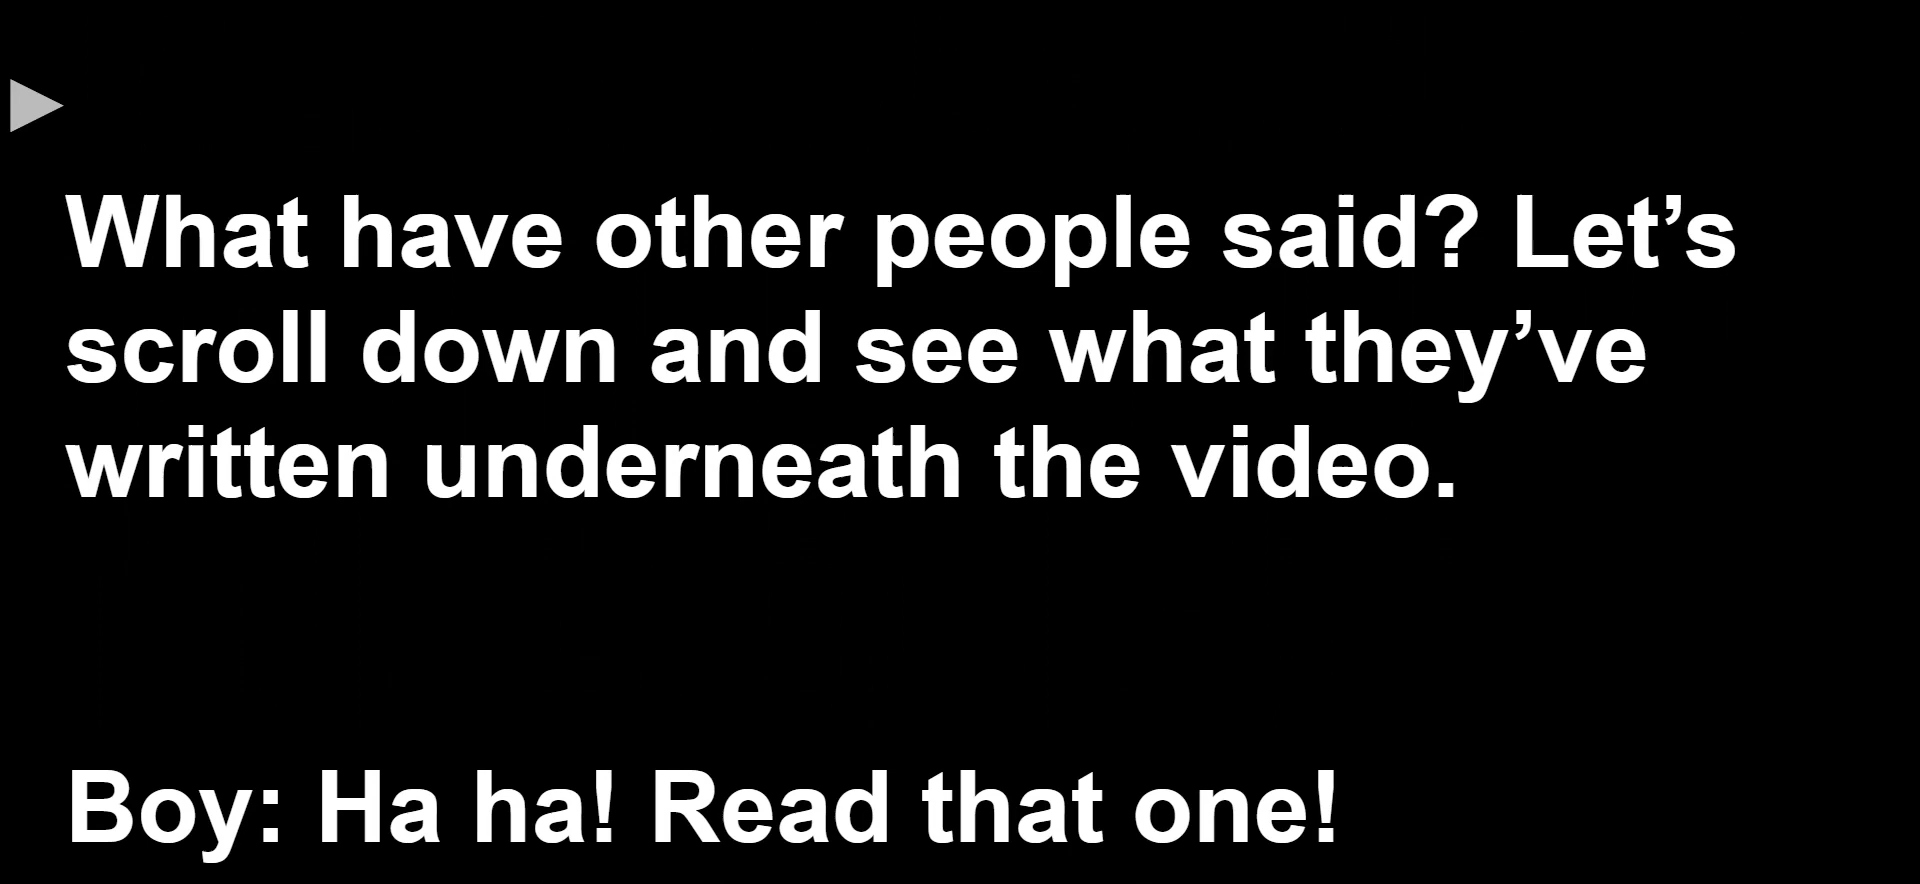 What have other people said? Let’s
scroll down and see what they’ve
written underneath the video.
Boy: Ha ha! Read that one!